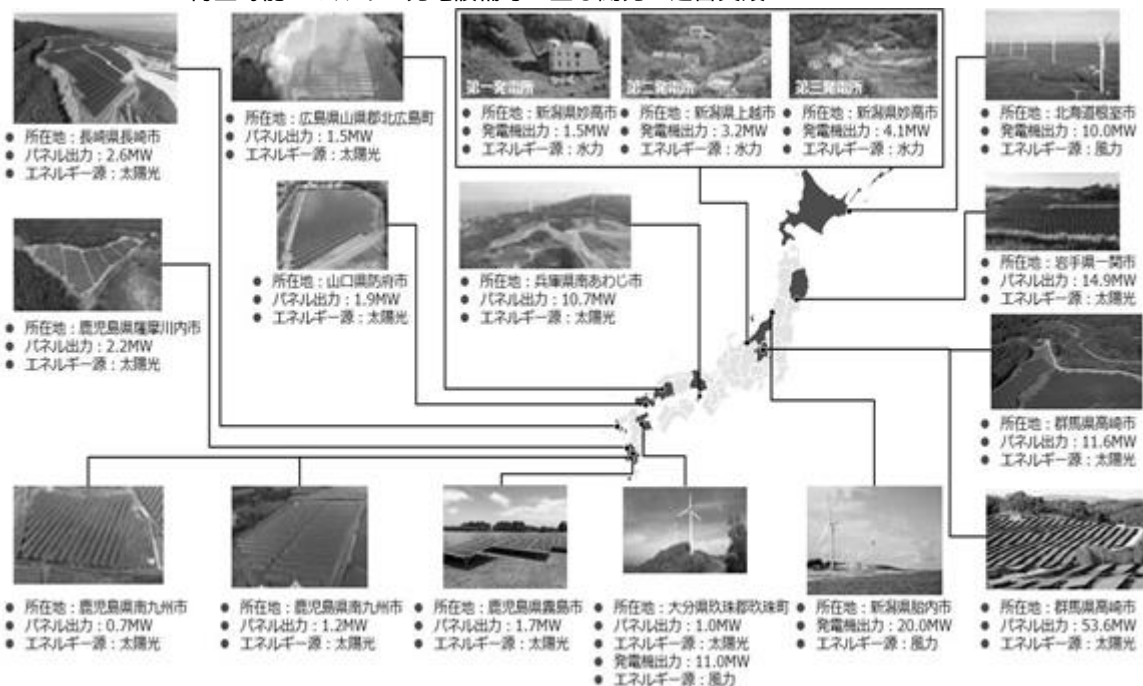 第一発電所
第二発電所
第三発電所
● 所在地：長崎県長崎市
● パネル出力：2.6MW
● エネルギー源：太陽光
● 所在地：広島県山県郡北広島町
● パネル出力：1.5MW
● エネルギー源：太陽光
● 所在地：新潟県妙高市
● 発電機出力：1.5MW
● エネルギー源：水力
● 所在地：新潟県上越市
● 発電機出力：3.2MW
● エネルギー源：水力
● 所在地：新潟県妙高市
● 発電機出力：4.1MW
● エネルギー源：水力
● 所在地：北海道根室市
● 発電機出力：10.0MW
● エネルギー源：風力
● 所在地：鹿児島県薩摩川内市
● パネル出力：2.2MW
● エネルギー源：太陽光
● 所在地：山口県防府市
● パネル出力：1.9MW
● エネルギー源：太陽光
● 所在地：兵庫県南あわじ市
● パネル出力：10.7MW
● エネルギー源：太陽光
● 所在地：岩手県一関市
● パネル出力：14.9MW
● エネルギー源：太陽光
● 所在地：群馬県高崎市
● パネル出力：11.6MW
● エネルギー源：太陽光
● 所在地：鹿児島県南九州市
● パネル出力：0.7MW
● エネルギー源：太陽光
● 所在地：鹿児島県南九州市
● パネル出力：1.2MW
● エネルギー源：太陽光
● 所在地：鹿児島県霧島市
● パネル出力：1.7MW
● エネルギー源：太陽光
● 所在地：大分県玖珠郡玖珠町
● パネル出力：1.0MW
● エネルギー源：太陽光
● 発電機出力：11.0MW
● エネルギー源：風力
● 所在地：新潟県胎内市
● 発電機出力：20.0MW
● エネルギー源：風力
● 所在地：群馬県高崎市
● パネル出力：53.6MW
● エネルギー源：太陽光